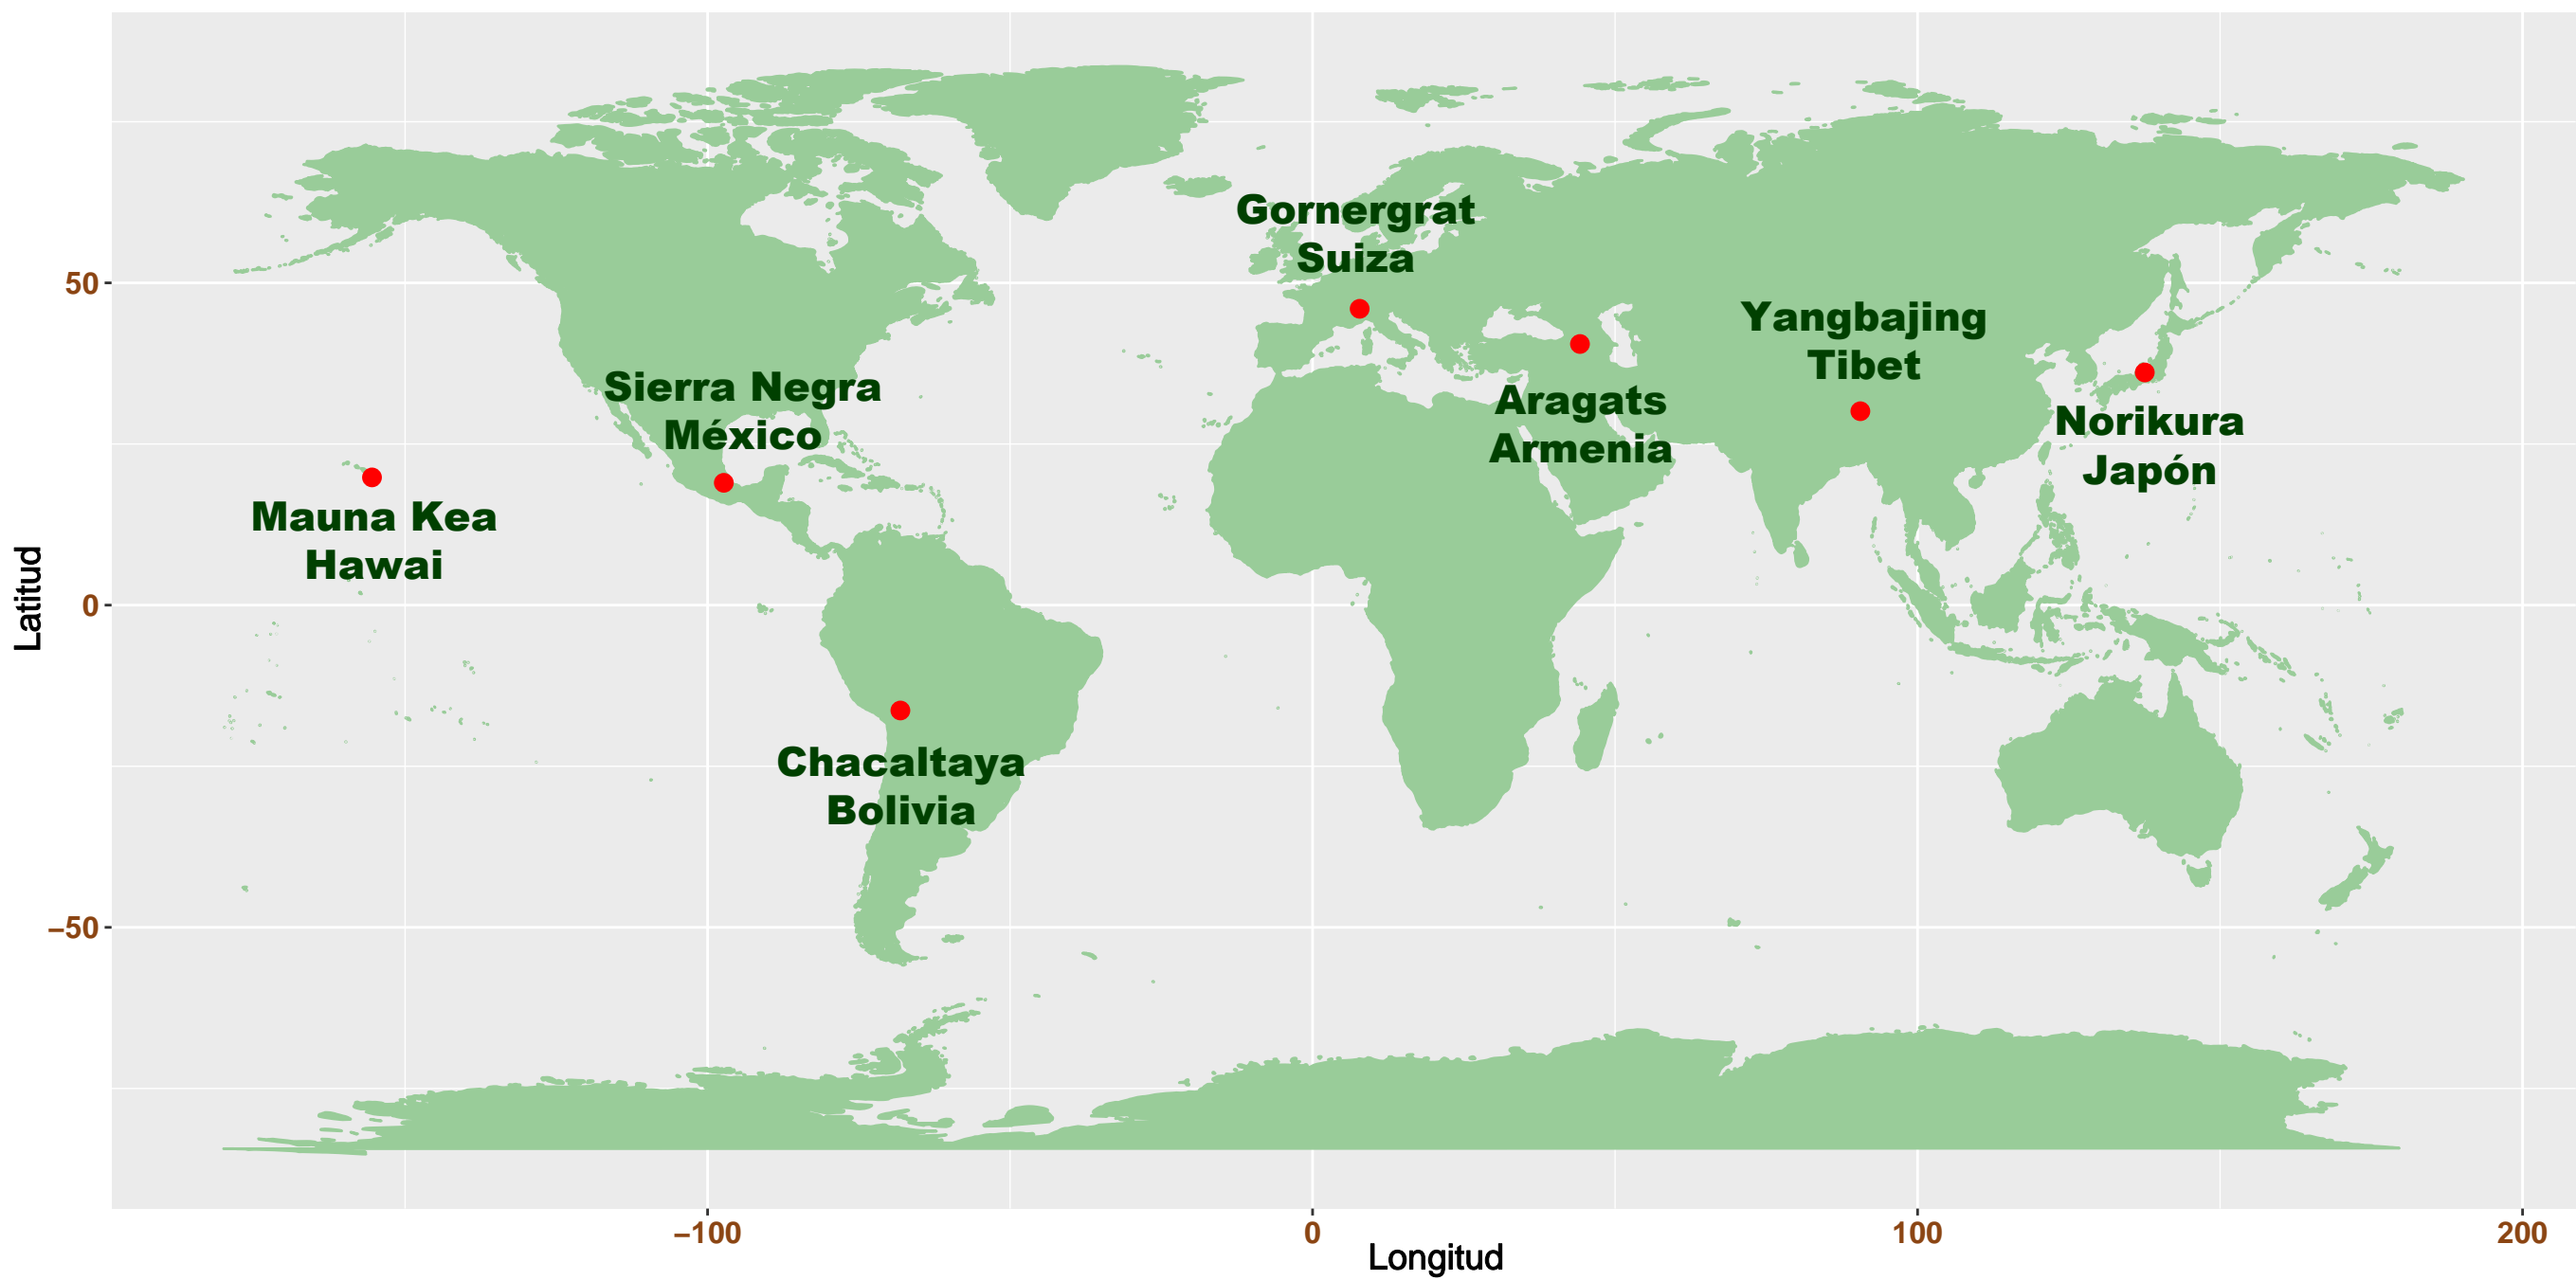 Gornergrat
Suiza
50
Yangbajing
Tibet
Sierra Negra
México
Aragats
Armenia
Norikura
Japón
Mauna Kea
Hawai
Latitud
0
Chacaltaya
Bolivia
−50
−100
0
100
200
Longitud